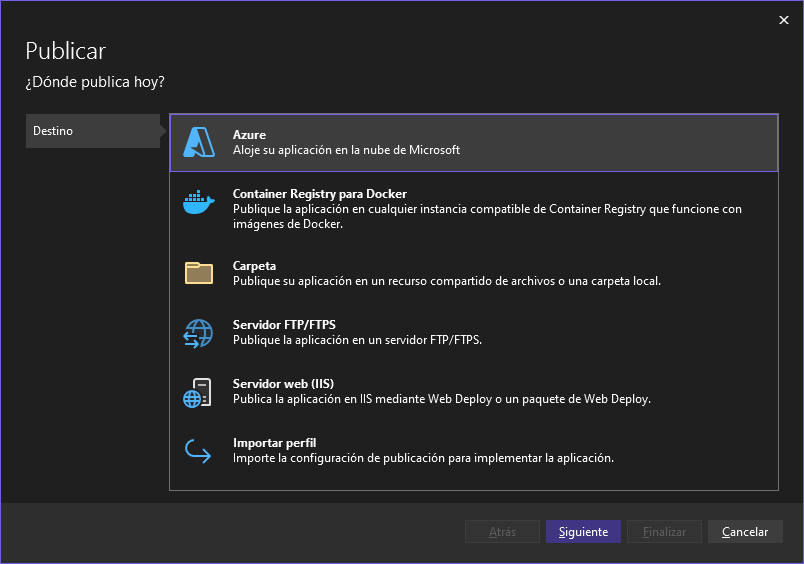 Publicar
¿Dónde publica hoy?
Destino
Azure
Aloje su aplicación en la nube de Microsoft
Container Registry para Docker
Publique la aplicación en cualquier instancia compatible de Container Registry que funcione con
imágenes de Docker.
Carpeta
Publique su aplicación en un recurso compartido de archivos o una carpeta local.
Servidor FTP/FTPS
Publique la aplicación en un servidor FTP/FTPS.
Servidor web (IIS)
Publica la aplicación en IIS mediante Web Deploy o un paquete de Web Deploy.
Importar perfil
Importe la configuración de publicación para implementar la aplicación.
Atrás
Siguiente
Finalizar
Cancelar